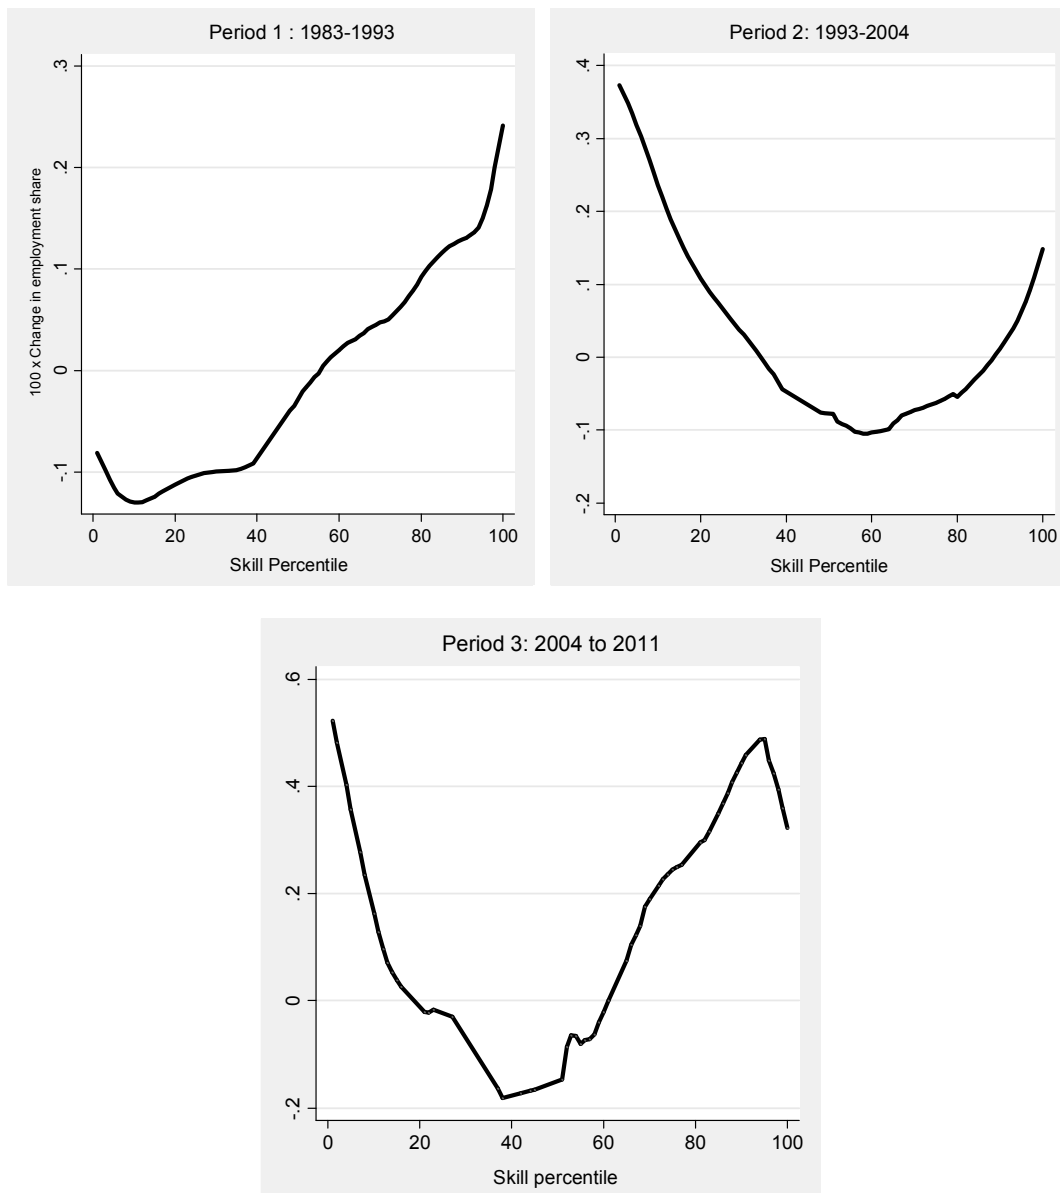 Period 1 : 1983-1993
100 x Change in employment share
.3
.2
.1
0
-.1
0 20 40 60 80 100
Skill Percentile
Period 2: 1993-2004
.4
.3
.2
.1
0
-.1
-.2
0 20 40 60 80 100
Skill Percentile
Period 3: 2004 to 2011
.6
.4
.2
0
-.2
0 20 40 60 80 100
Skill percentile